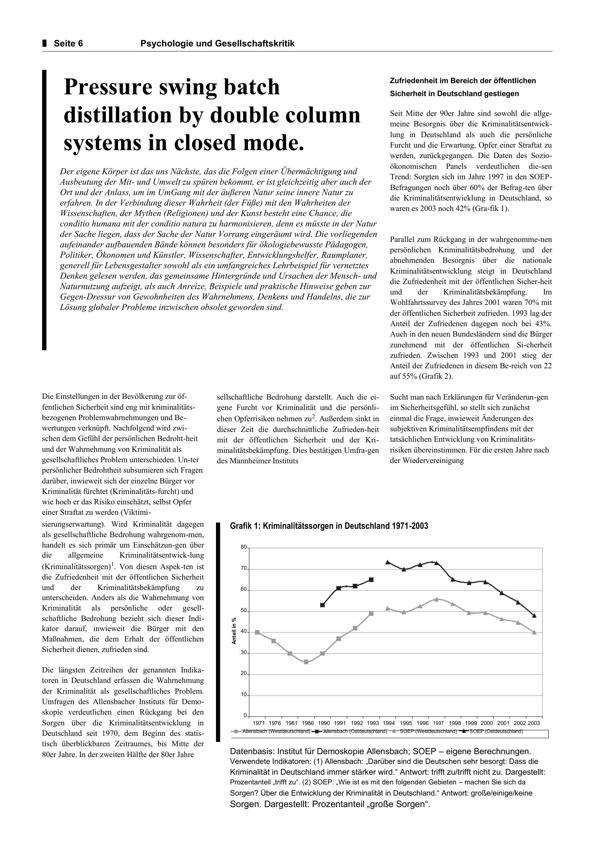 Seite 6
Psychologie und Gesellschaftskritik
Pressure swing batch
distillation by double column
systems in closed mode.
Der eigene Körper ist das uns Nächste, das die Folgen einer Übermächtigung und
Ausbeutung der Mit- und Umwelt zu spüren bekommt, er ist gleichzeitig aber auch der
Ort und der Anlass, um im UmGang mit der äußeren Natur seine innere Natur zu
erfahren. In der Verbindung dieser Wahrheit (der Füße) mit den Wahrheiten der
Wissenschaften, der Mythen (Religionen) und der Kunst besteht eine Chance, die
conditio humana mit der conditio natura zu harmonisieren, denn es müsste in der Natur
der Sache liegen, dass der Sache der Natur Vorrang eingeräumt wird. Die vorliegenden
aufeinander aufbauenden Bände können besonders für ökologiebewusste Pädagogen,
Politiker, Ökonomen und Künstler, Wissenschafter, Entwicklungshelfer, Raumplaner,
generell für Lebensgestalter sowohl als ein umfangreiches Lehrbeispiel für vernetztes
Denken gelesen werden, das gemeinsame Hintergründe und Ursachen der Mensch- und
Naturnutzung aufzeigt, als auch Anreize, Beispiele und praktische Hinweise geben zur
Gegen-Dressur von Gewohnheiten des Wahrnehmens, Denkens und Handelns, die zur
Lösung globaler Probleme inzwischen obsolet geworden sind.
Zufriedenheit im Bereich der öffentlichen
Sicherheit in Deutschland gestiegen
Seit Mitte der 90er Jahre sind sowohl die allge-
meine Besorgnis über die Kriminalitätsentwick-
lung in Deutschland als auch die persönliche
Furcht und die Erwartung, Opfer einer Straftat zu
werden, zurückgegangen. Die Daten des Sozio-
ökonomischen Panels verdeutlichen die-sen
Trend: Sorgten sich im Jahre 1997 in den SOEP-
Befragungen noch über 60% der Befrag-ten über
die Kriminalitätsentwicklung in Deutschland, so
waren es 2003 noch 42% (Gra-fik 1).
Parallel zum Rückgang in der wahrgenomme-nen
persönlichen Kriminalitätsbedrohung und der
abnehmenden Besorgnis über die nationale
Kriminalitätsentwicklung steigt in Deutschland
die Zufriedenheit mit der öffentlichen Sicher-heit
und der Kriminalitätsbekämpfung. Im
Wohlfahrtssurvey des Jahres 2001 waren 70% mit
der öffentlichen Sicherheit zufrieden. 1993 lag der
Anteil der Zufriedenen dagegen noch bei 43%.
Auch in den neuen Bundesländern sind die Bürger
zunehmend mit der öffentlichen Si-cherheit
zufrieden. Zwischen 1993 und 2001 stieg der
Anteil der Zufriedenen in diesem Be-reich von 22
auf 55% (Grafik 2).
Die Einstellungen in der Bevölkerung zur öf-
fentlichen Sicherheit sind eng mit kriminalitäts-
bezogenen Problemwahrnehmungen und Be-
wertungen verknüpft. Nachfolgend wird zwi-
schen dem Gefühl der persönlichen Bedroht-heit
und der Wahrnehmung von Kriminalität als
gesellschaftliches Problem unterschieden. Un-ter
persönlicher Bedrohtheit subsumieren sich Fragen
darüber, inwieweit sich der einzelne Bürger vor
Kriminalität fürchtet (Kriminalitäts-furcht) und
wie hoch er das Risiko einschätzt, selbst Opfer
einer Straftat zu werden (Viktimi-
sierungserwartung). Wird Kriminalität dagegen
als gesellschaftliche Bedrohung wahrgenom-men,
handelt es sich primär um Einschätzun-gen über
die allgemeine Kriminalitätsentwick-lung
(Kriminalitätssorgen)1. Von diesen Aspek-ten ist
die Zufriedenheit mit der öffentlichen Sicherheit
und der Kriminalitätsbekämpfung zu
unterscheiden. Anders als die Wahrnehmung von
Kriminalität als persönliche oder gesell-
schaftliche Bedrohung bezieht sich dieser Indi-
kator darauf, inwieweit die Bürger mit den
Maßnahmen, die dem Erhalt der öffentlichen
Sicherheit dienen, zufrieden sind.
Die längsten Zeitreihen der genannten Indika-
toren in Deutschland erfassen die Wahrnehmung
der Kriminalität als gesellschaftliches Problem.
Umfragen des Allensbacher Instituts für Demo-
skopie verdeutlichen einen Rückgang bei den
Sorgen über die Kriminalitätsentwicklung in
Deutschland seit 1970, dem Beginn des statis-
tisch überblickbaren Zeitraumes, bis Mitte der
80er Jahre. In der zweiten Hälfte der 80er Jahre
sellschaftliche Bedrohung darstellt. Auch die ei-
gene Furcht vor Kriminalität und die persönli-
chen Opferrisiken nehmen zu2. Außerdem sinkt in
dieser Zeit die durchschnittliche Zufrieden-heit
mit der öffentlichen Sicherheit und der Kri-
minalitätsbekämpfung. Dies bestätigen Umfra-gen
des Mannheimer Instituts
Sucht man nach Erklärungen für Veränderun-gen
im Sicherheitsgefühl, so stellt sich zunächst
einmal die Frage, inwieweit Änderungen des
subjektiven Kriminalitätsempfindens mit der
tatsächlichen Entwicklung von Kriminalitäts-
risiken übereinstimmen. Für die ersten Jahre nach
der Wiedervereinigung
Grafik 1: Kriminalitätssorgen in Deutschland 1971-2003
Anteil in %
80
70
60
50
40
30
20
10
0
1971 1976 1981 1986 1990 1991 1992 1993 1994 1995 1996 1997 1998 1999 2000 2001 2002 2003
Allensbach (Westdeutschland) Allensbach (Ostdeutschland) SOEP (Westdeutschland) SOEP (Ostdeutschland)
Datenbasis: Institut für Demoskopie Allensbach; SOEP – eigene Berechnungen.
Verwendete Indikatoren: (1) Allensbach: „Darüber sind die Deutschen sehr besorgt: Dass die
Kriminalität in Deutschland immer stärker wird.“ Antwort: trifft zu/trifft nicht zu. Dargestellt:
Prozentanteil „trifft zu“. (2) SOEP: „Wie ist es mit den folgenden Gebieten – machen Sie sich da
Sorgen? Über die Entwicklung der Kriminalität in Deutschland.“ Antwort: große/einige/keine
Sorgen. Dargestellt: Prozentanteil „große Sorgen“.